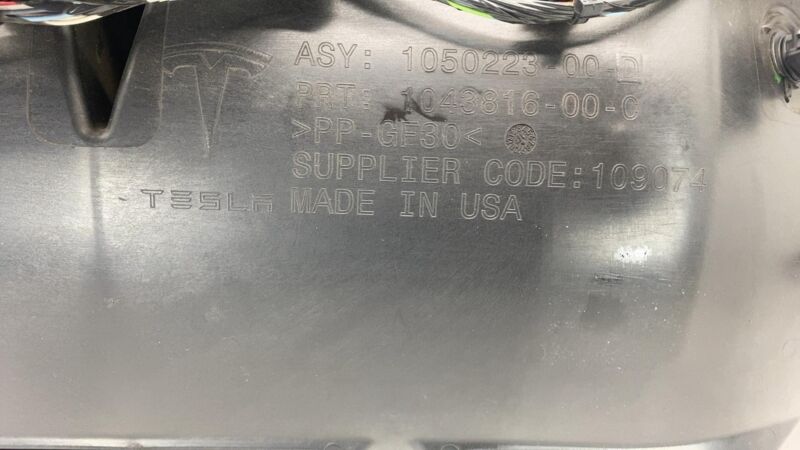 ASY: 1050223-00-D
PRT: 1043816-00-C
>PP-GF30<
SUPPLIER CODE:109074
TESLA MADE IN USA